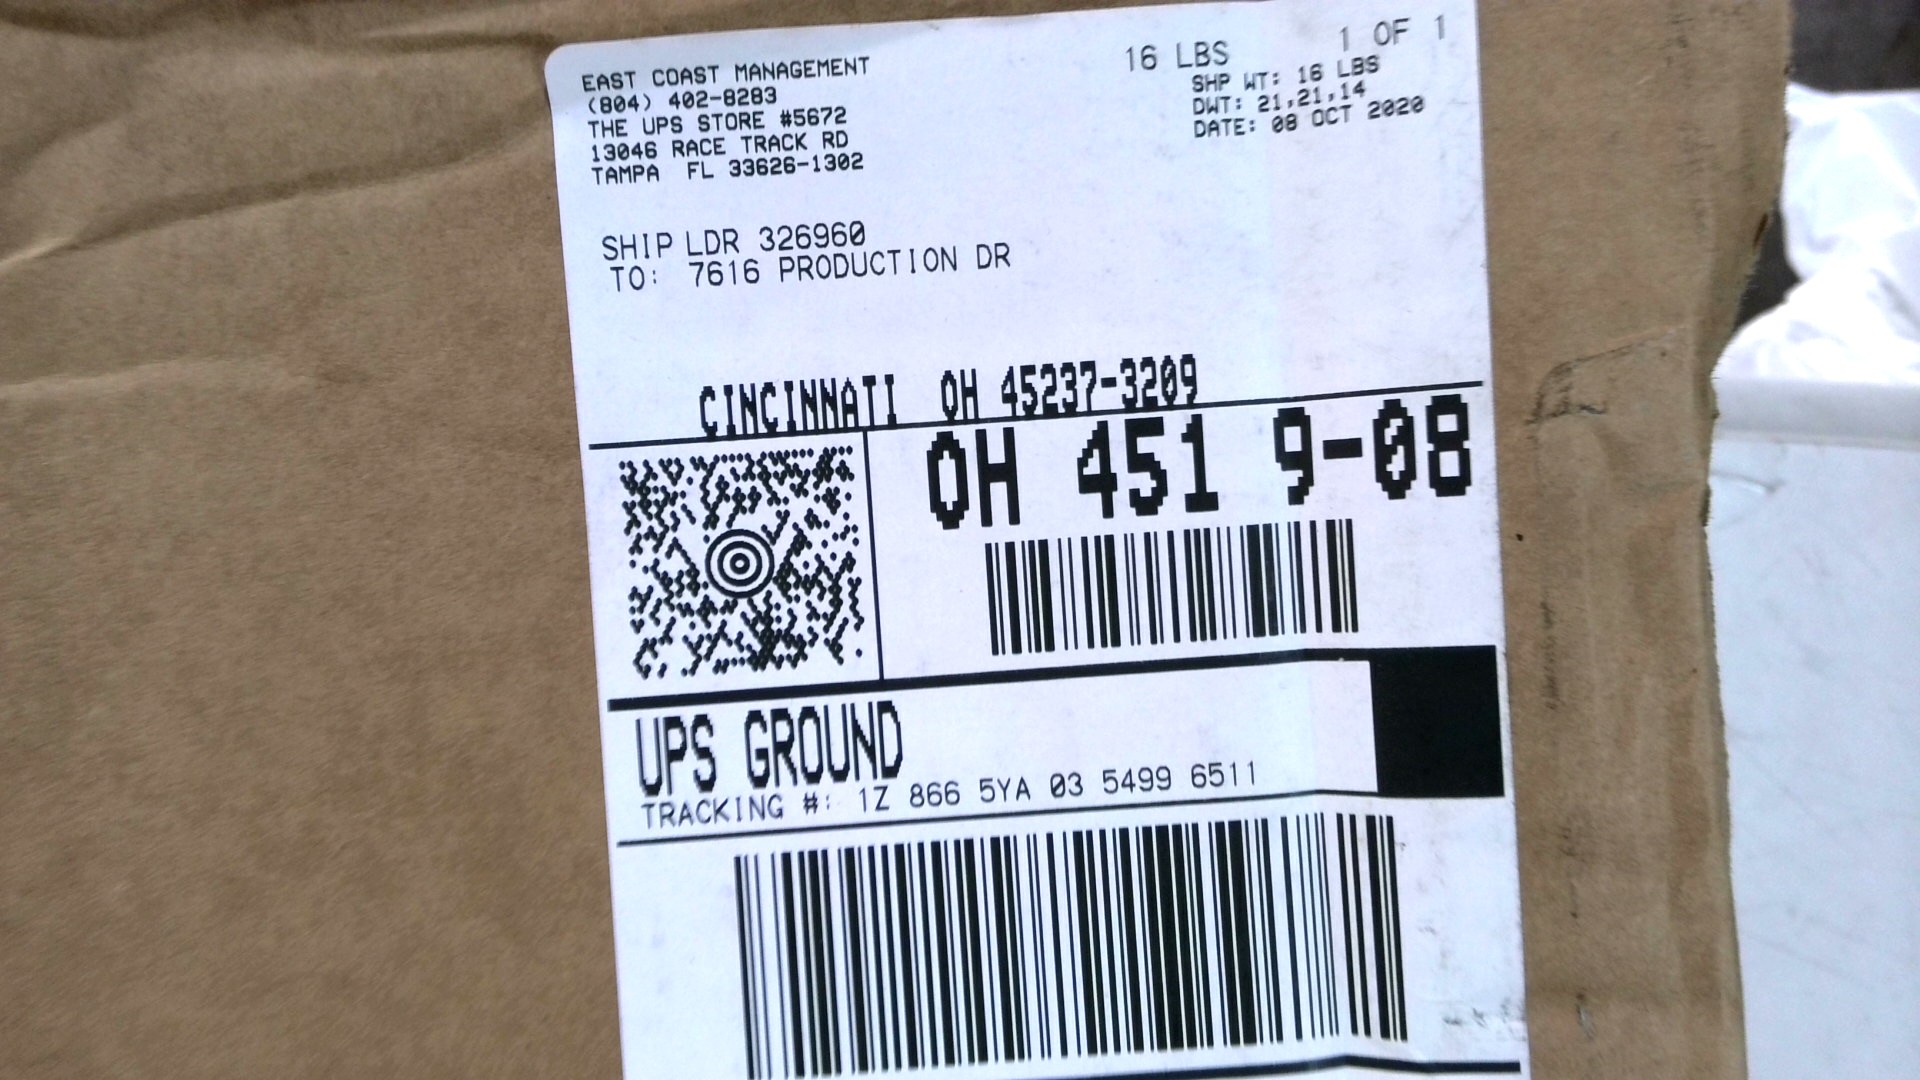 EAST COAST MANAGEMENT
(804) 402-8283
THE UPS STORE #5672
13046 RACE TRACK RD
TAMPA FL 33626-1302
16 LBS
1 OF 1
SHP WT: 16 LBS
DWT: 21,21,14
DATE: 08 OCT 2020
SHIP LDR 326960
TO: 7616 PRODUCTION DR
CINCINNATI OH 45237-3209
OH 451 9-08
UPS GROUND
TRACKING #: 1Z 866 5YA 03 5499 6511